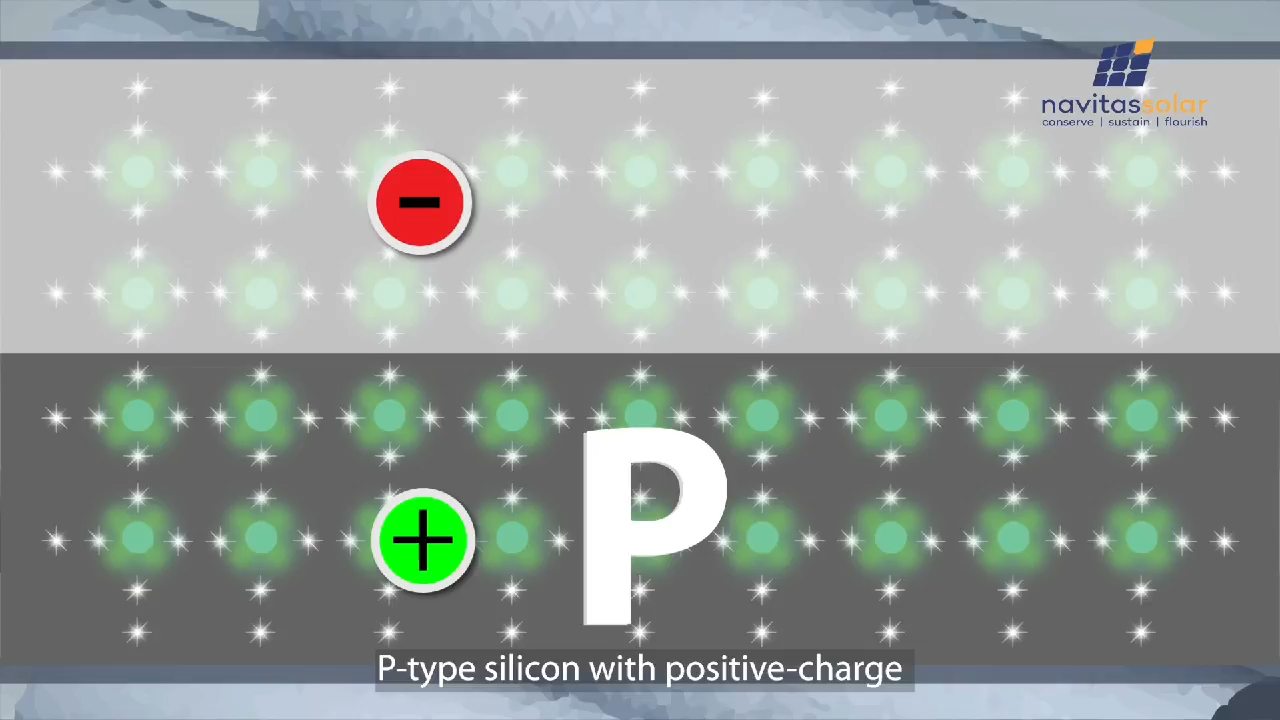 navitassolar
conserve | sustain | flourish
P
P-type silicon with positive-charge